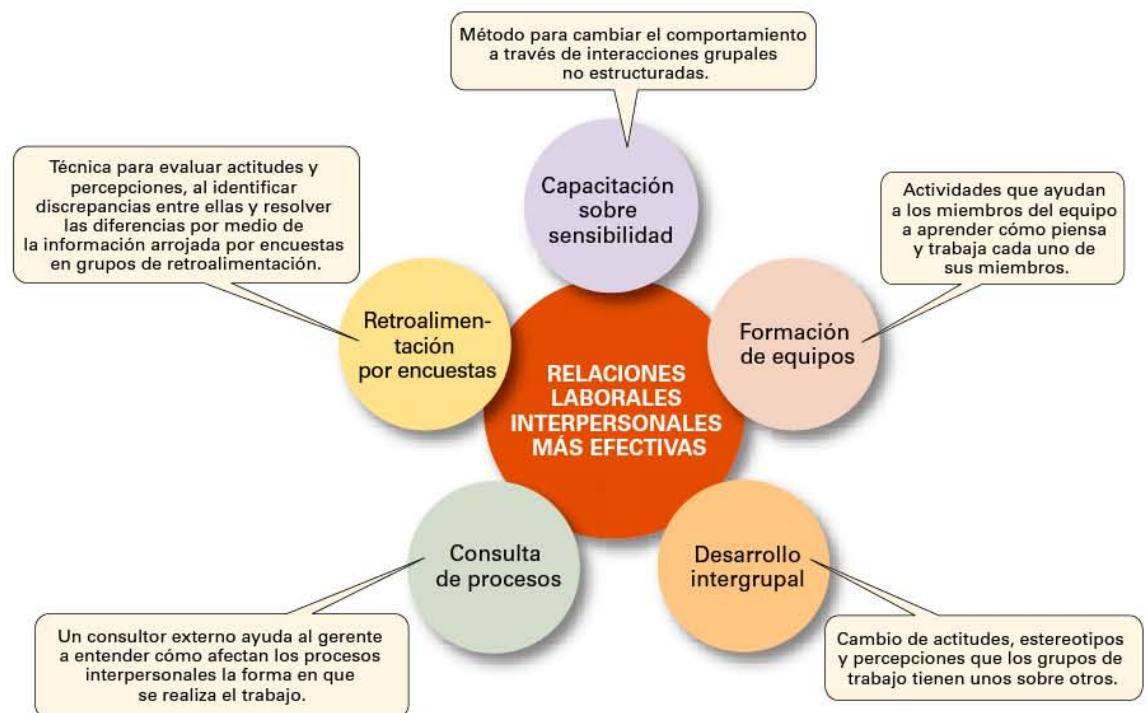 Método para cambiar el comportamiento
a través de interacciones grupales
no estructuradas.
Capacitación
sobre
sensibilidad
Técnica para evaluar actitudes y
percepciones, al identificar
discrepancias entre ellas y resolver
las diferencias por medio de
la información arrojada por encuestas
en grupos de retroalimentación.
Retroalimen-
tación
por encuestas
Actividades que ayudan
a los miembros del equipo
a aprender cómo piensa
y trabaja cada uno de
sus miembros.
Formación
de equipos
RELACIONES
LABORALES
INTERPERSONALES
MÁS EFECTIVAS
Consulta
de procesos
Un consultor externo ayuda al gerente
a entender cómo afectan los procesos
interpersonales la forma en que
se realiza el trabajo.
Desarrollo
intergrupal
Cambio de actitudes, estereotipos
y percepciones que los grupos de
trabajo tienen unos sobre otros.